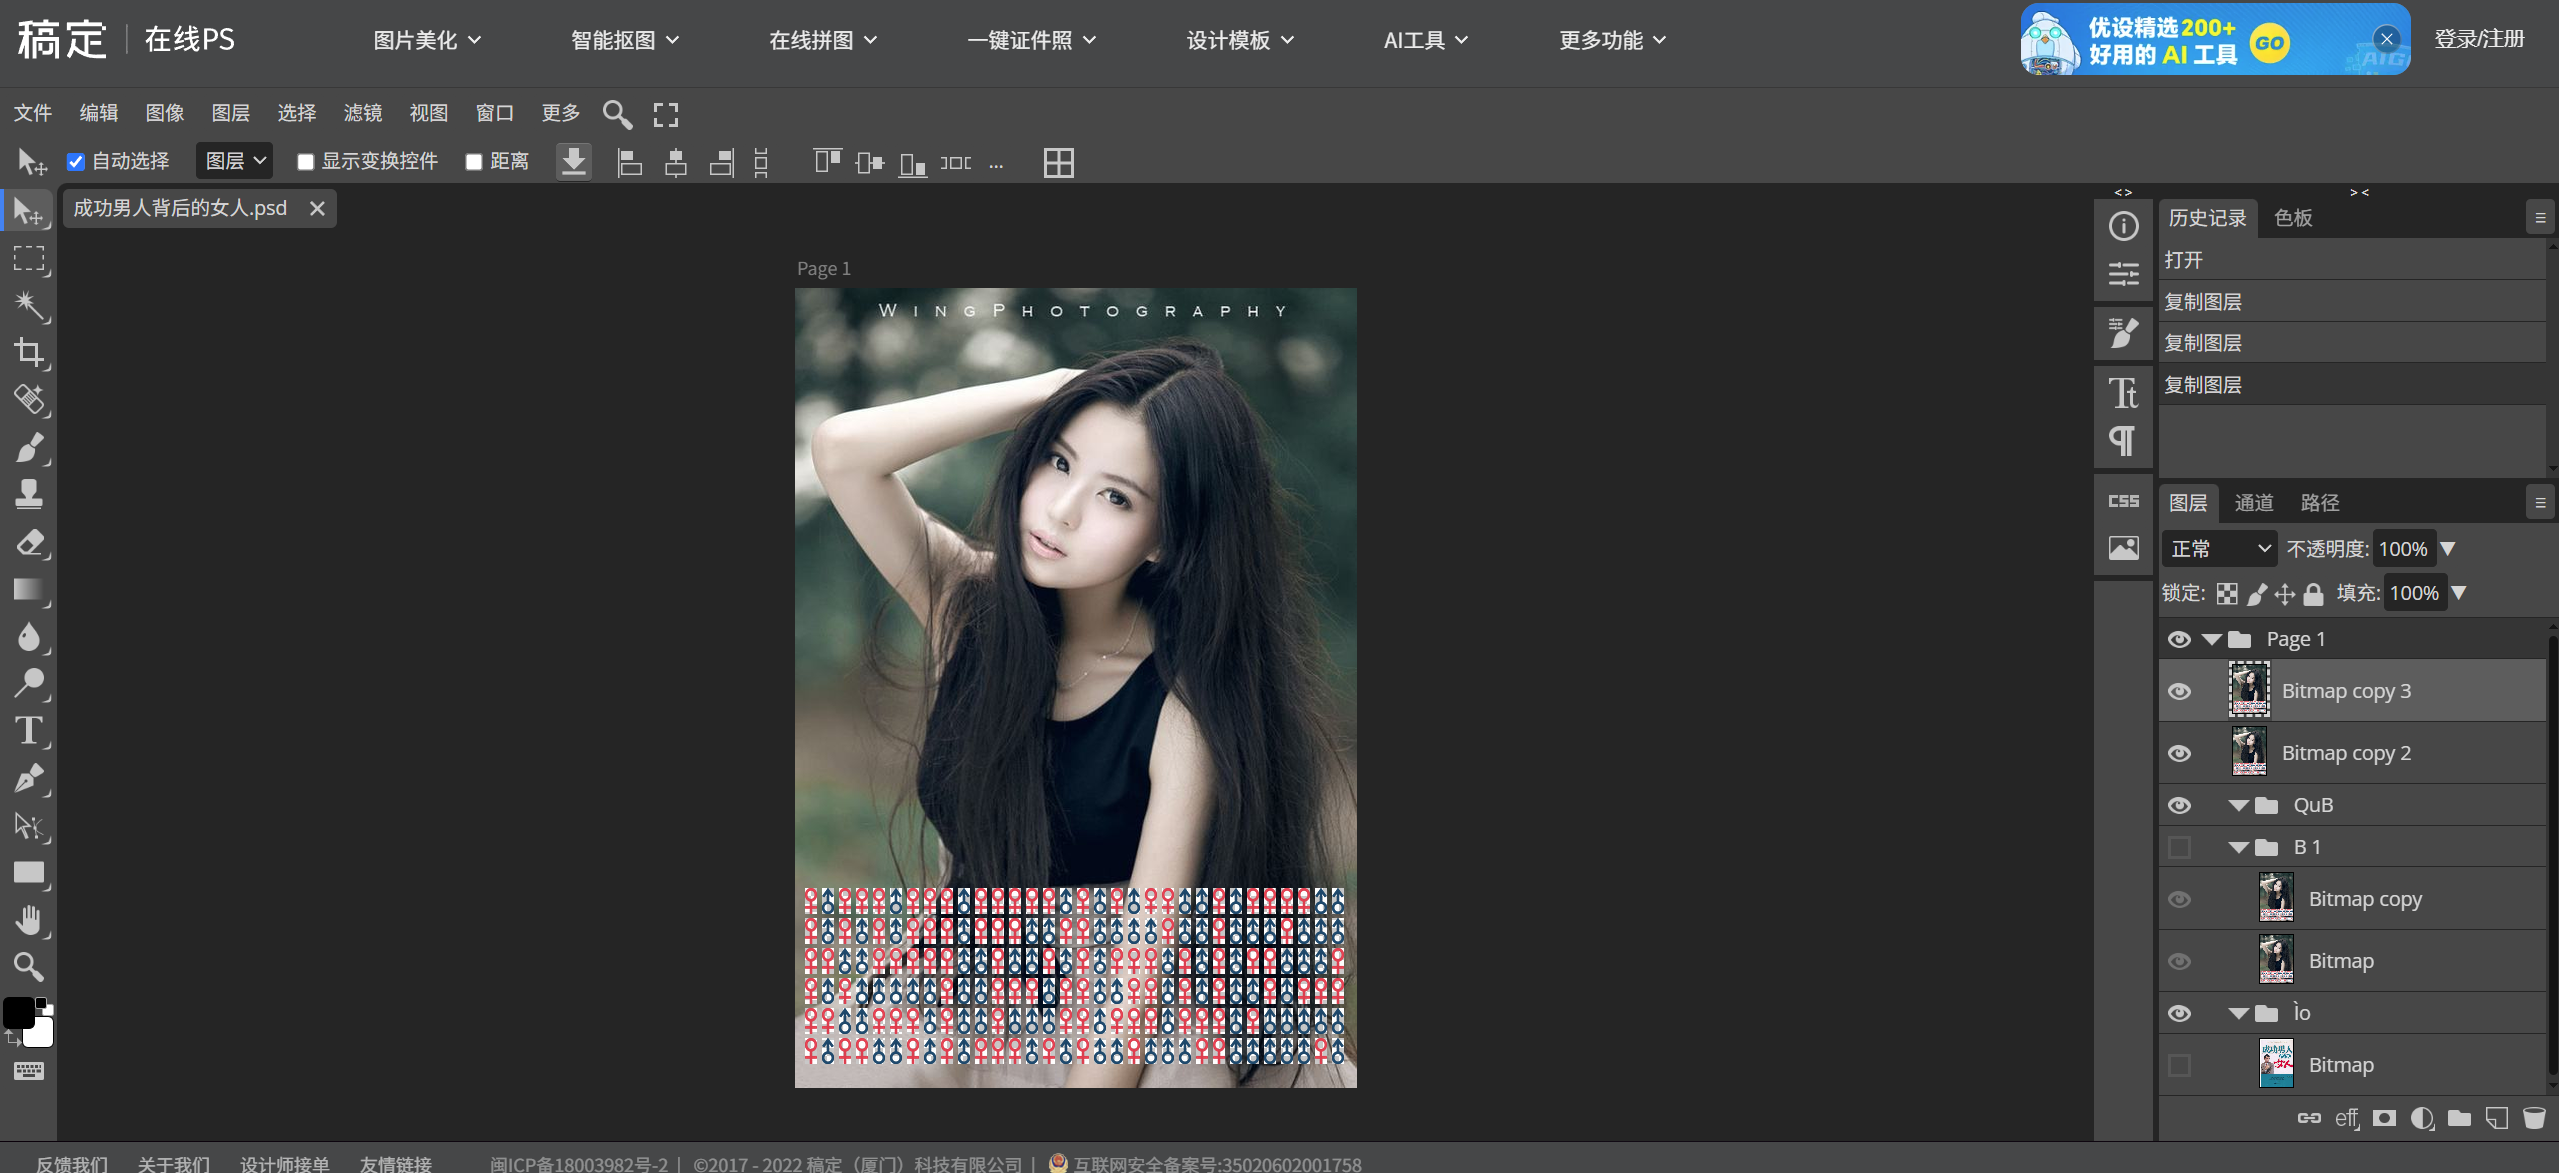 稿定 在线PS 图片美化 智能抠图 在线拼图 一键证件照 设计模板 AI工具 更多功能 优设精选200+ 登录/注册
好用的 AI 工具 GO
文件 编辑 图像 图层 选择 滤镜 视图 窗口 更多
自动选择 图层 显示变换控件 距离 ...
成功男人背后的女人.psd
Page 1
WING PHOTOGRAPHY
历史记录 色板
打开
复制图层
复制图层
复制图层
CSS
图层 通道 路径
正常 不透明度: 100%
锁定: 填充: 100%
Page 1
Bitmap copy 3
Bitmap copy 2
QuB
B 1
Bitmap copy
Bitmap
Ìo
Bitmap
eff
反馈我们 关于我们 设计师接单 友情链接 闽ICP备18003982号-2 | ©2017 - 2022 稿定（厦门）科技有限公司 | 互联网安全备案号:35020602001758